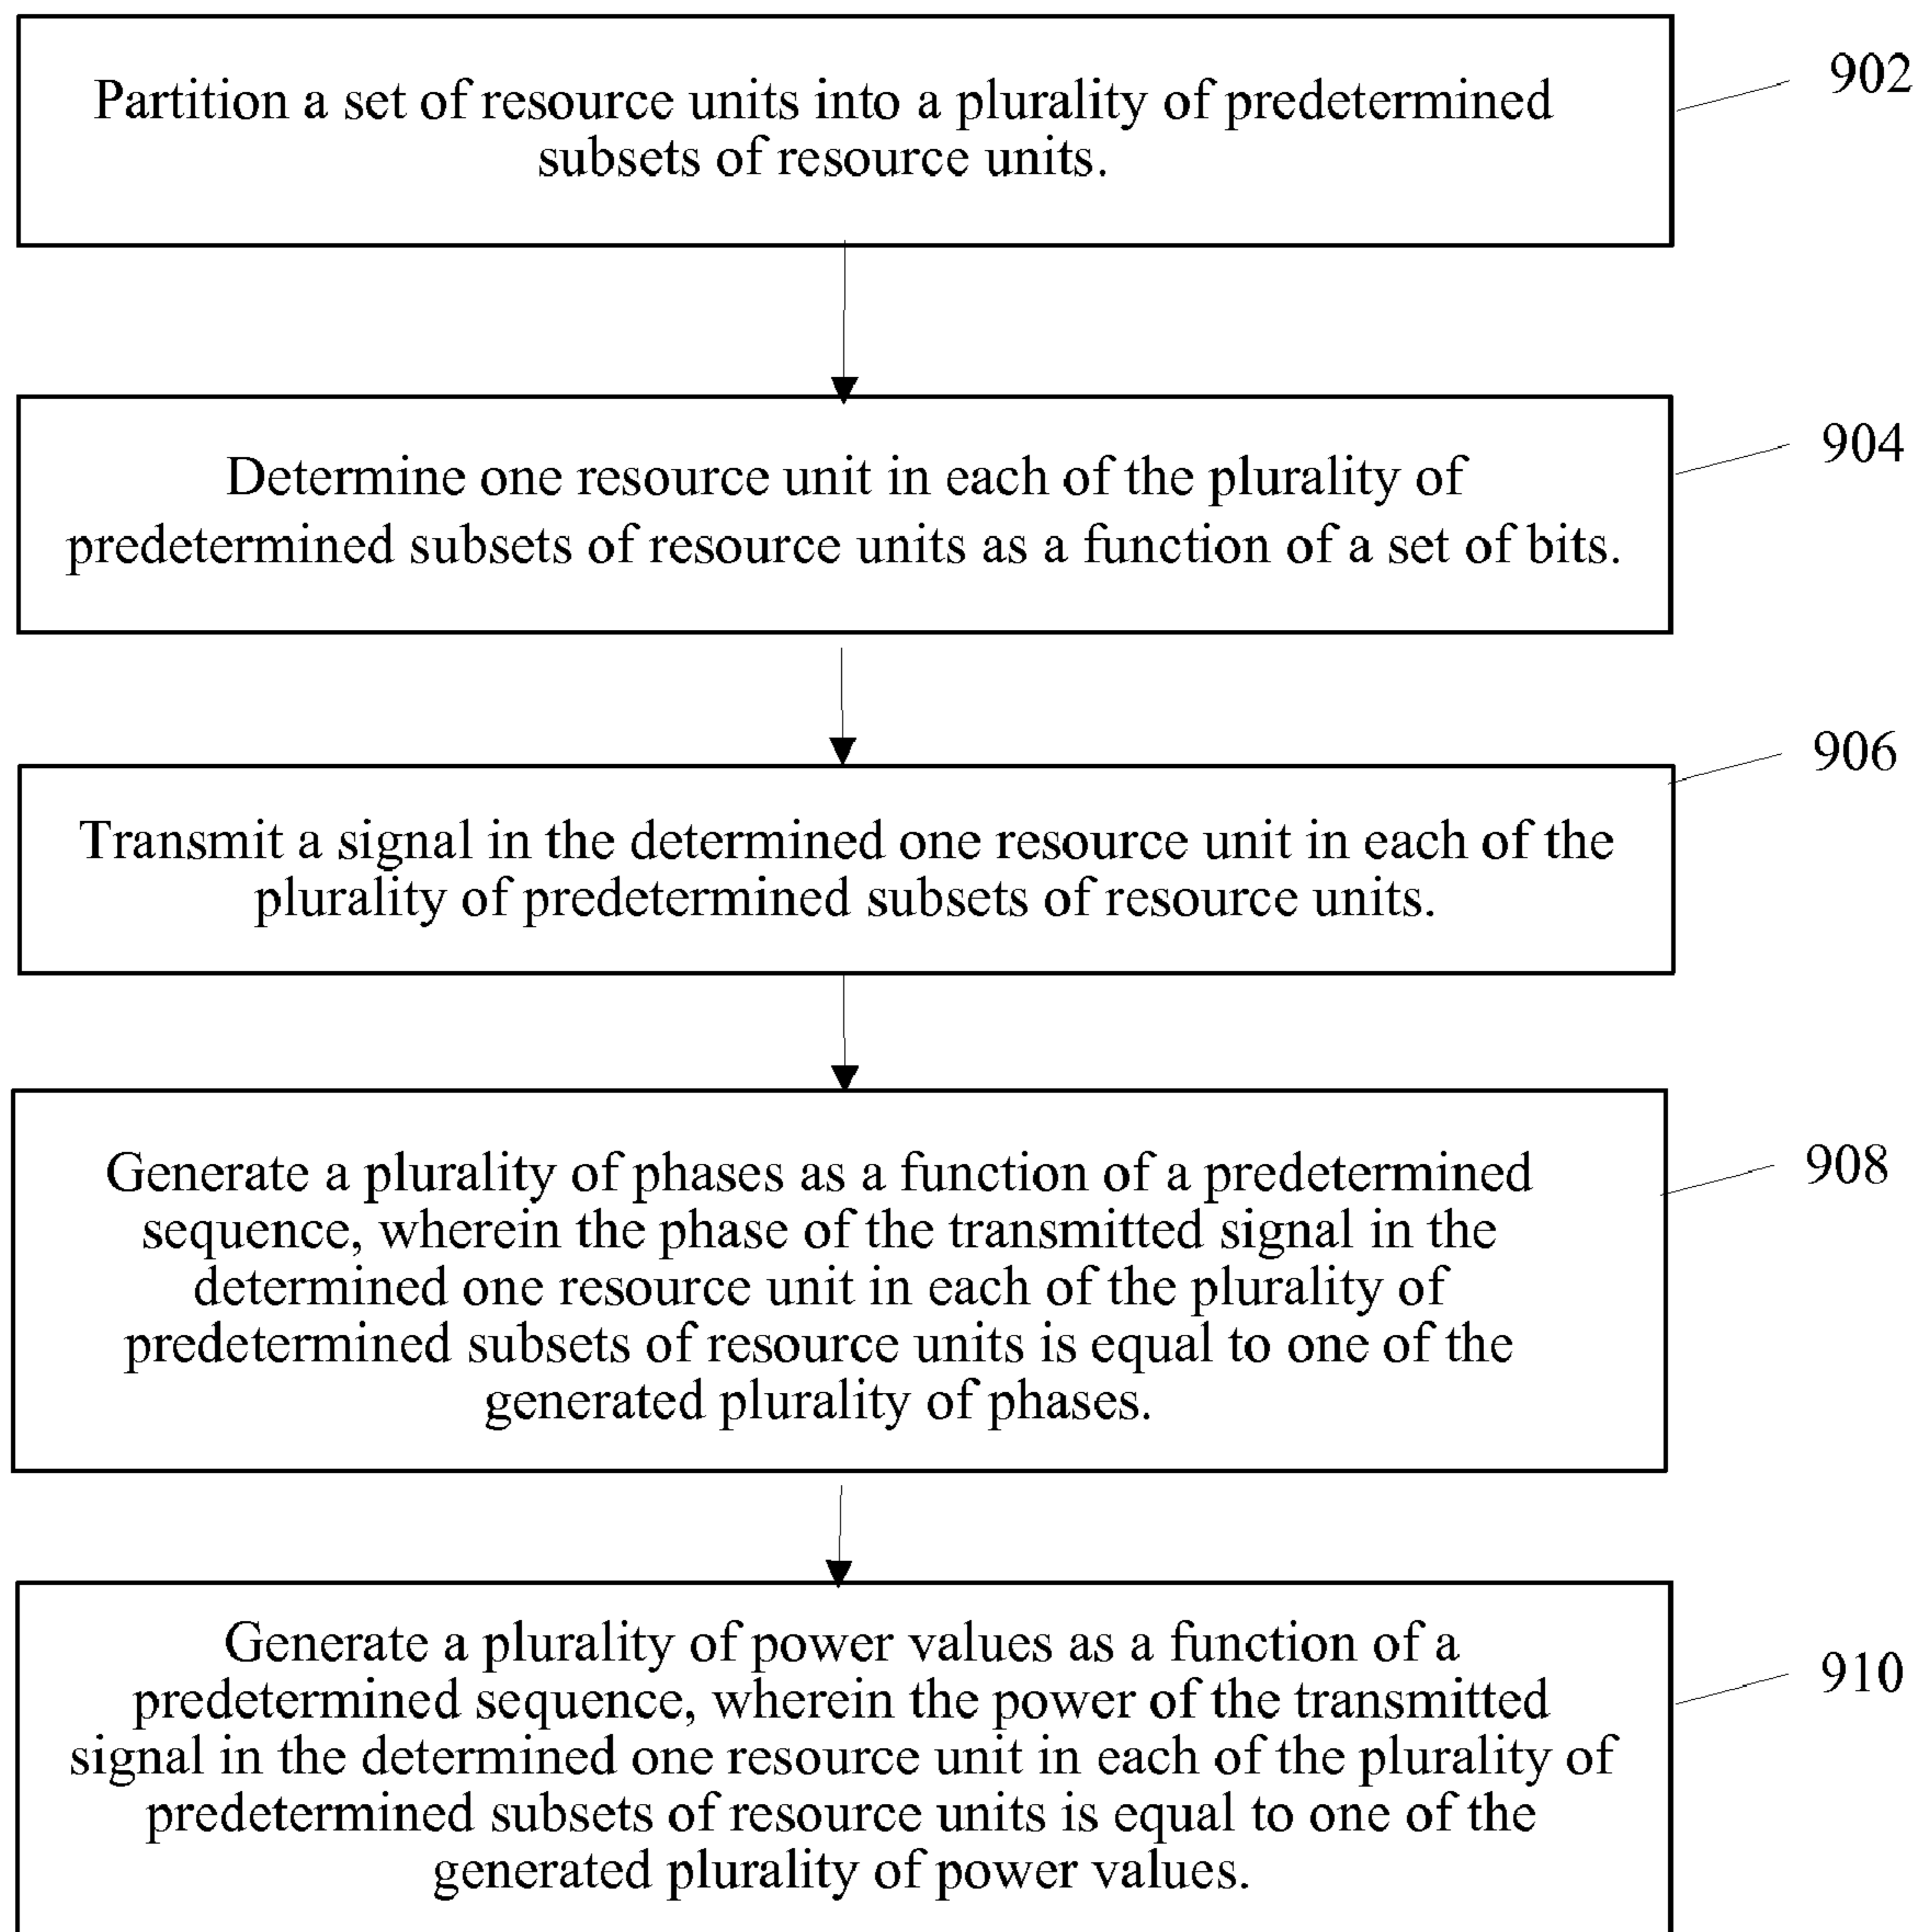 Partition a set of resource units into a plurality of predetermined
subsets of resource units.
902
Determine one resource unit in each of the plurality of
predetermined subsets of resource units as a function of a set of bits.
904
Transmit a signal in the determined one resource unit in each of the
plurality of predetermined subsets of resource units.
906
Generate a plurality of phases as a function of a predetermined
sequence, wherein the phase of the transmitted signal in the
determined one resource unit in each of the plurality of
predetermined subsets of resource units is equal to one of the
generated plurality of phases.
908
Generate a plurality of power values as a function of a
predetermined sequence, wherein the power of the transmitted
signal in the determined one resource unit in each of the plurality of
predetermined subsets of resource units is equal to one of the
generated plurality of power values.
910